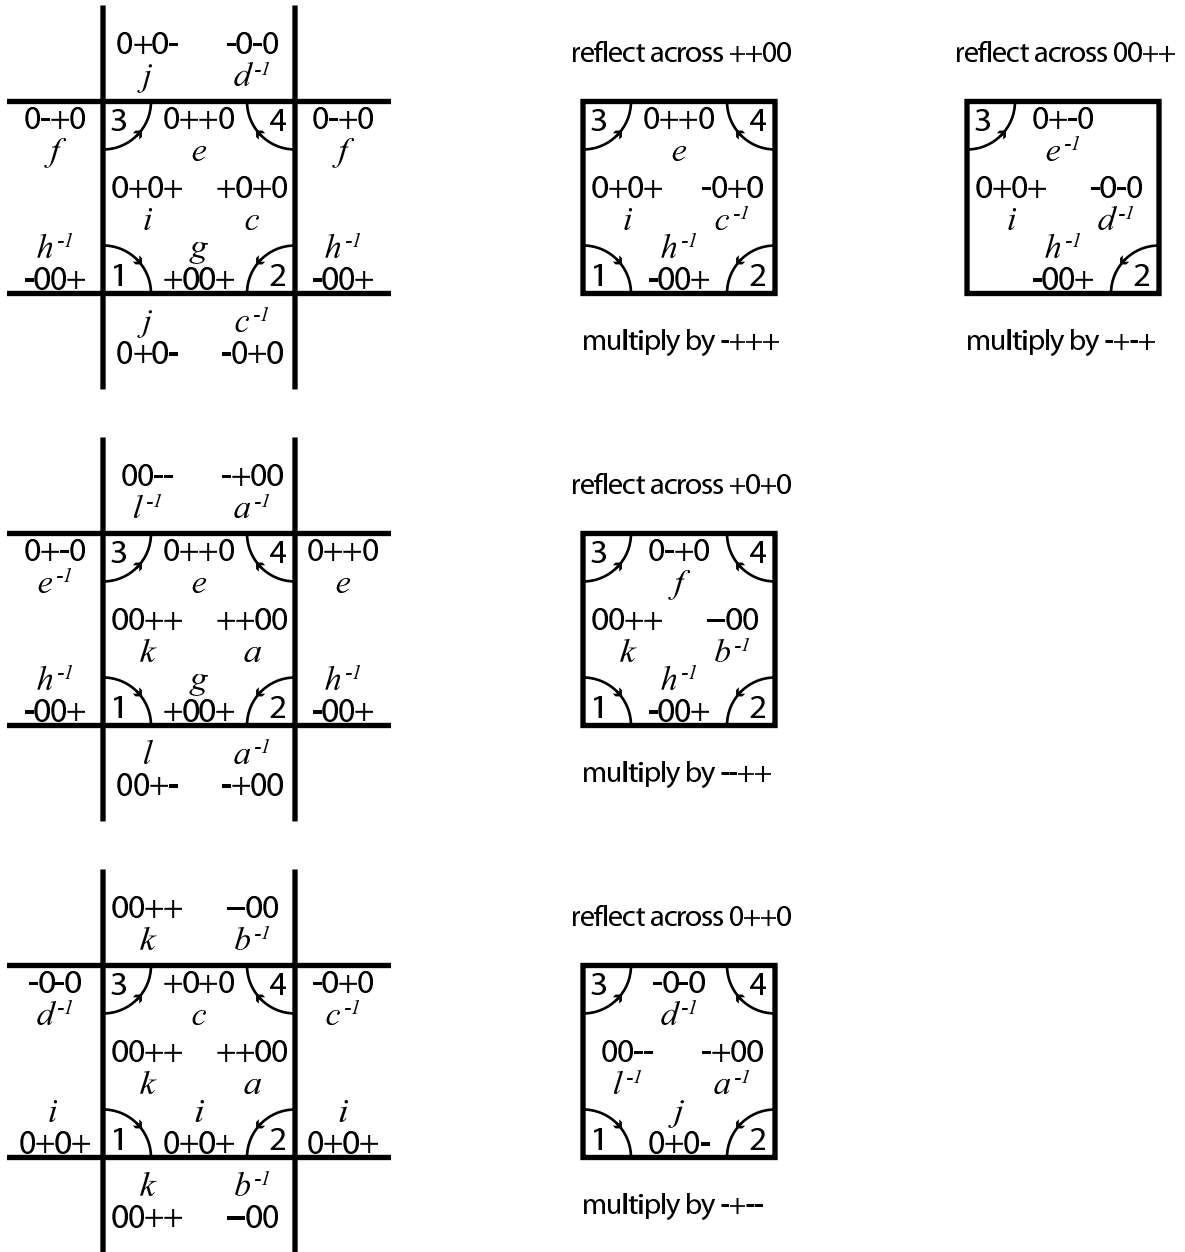 0+0- -0-0
j d⁻¹
0-+0 3 0++0 4 0-+0
f e f
0+0+ +0+0
i c
h⁻¹ g h⁻¹
-00+ 1 +00+ 2 -00+
j c⁻¹
0+0- -0+0
reflect across ++00
3 0++0 4
e
0+0+ -0+0
i c⁻¹
h⁻¹
1 -00+ 2
multiply by -+++
reflect across 00++
3 0+-0
e⁻¹
0+0+ -0-0
i d⁻¹
h⁻¹
-00+ 2
multiply by -+-+
00-- -+00
l⁻¹ a⁻¹
0+-0 3 0++0 4 0++0
e⁻¹ e e
00++ ++00
k a
h⁻¹ g h⁻¹
-00+ 1 +00+ 2 -00+
l a⁻¹
00+- -+00
reflect across +0+0
3 0-+0 4
f
00++ --00
k b⁻¹
h⁻¹
1 -00+ 2
multiply by --++
00++ --00
k b⁻¹
-0-0 3 +0+0 4 -0+0
d⁻¹ c c⁻¹
00++ ++00
k a
i i i
0+0+ 1 0+0+ 2 0+0+
k b⁻¹
00++ --00
reflect across 0++0
3 -0-0 4
d⁻¹
00-- -+00
l⁻¹ a⁻¹
j
1 0+0- 2
multiply by -+--